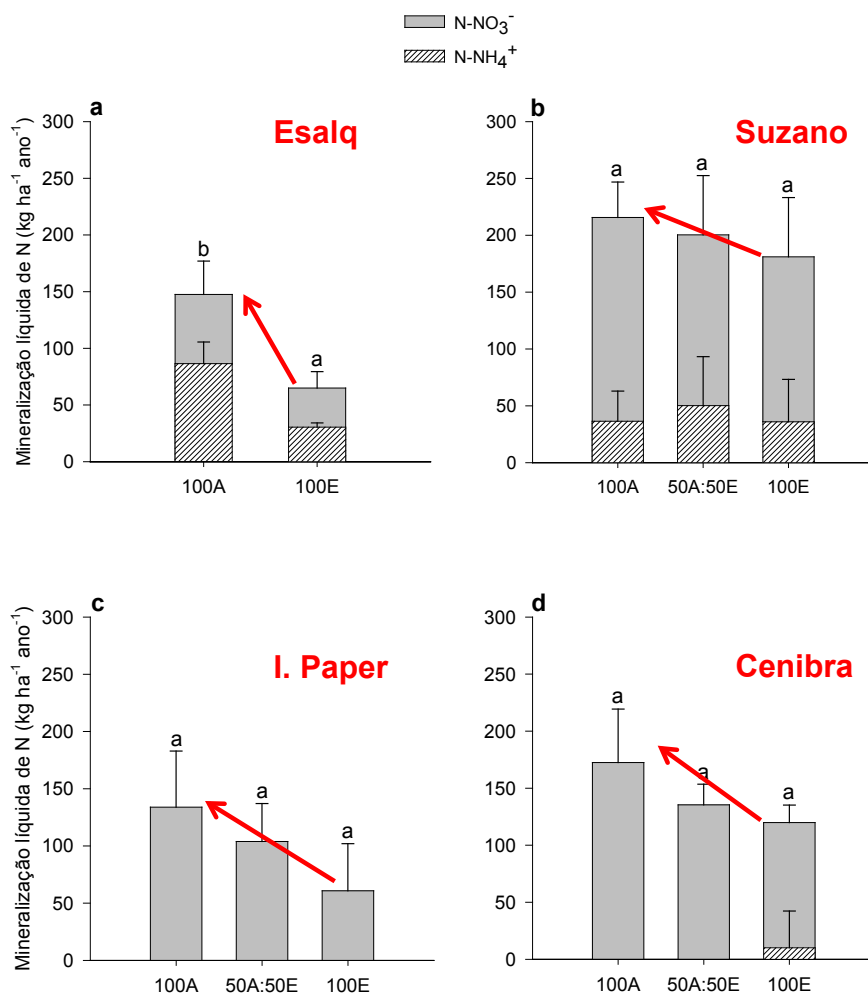 N-NO3-
N-NH4+
a
Esalq
Mineralização líquida de N (kg ha-1 ano-1)
300
250
200
150
100
50
0
b
a
100A
100E
b
Suzano
300
250
200
150
100
50
0
a
a
a
100A
50A:50E
100E
c
I. Paper
Mineralização líquida de N (kg ha-1 ano-1)
300
250
200
150
100
50
0
a
a
a
100A
50A:50E
100E
d
Cenibra
300
250
200
150
100
50
0
a
a
a
100A
50A:50E
100E